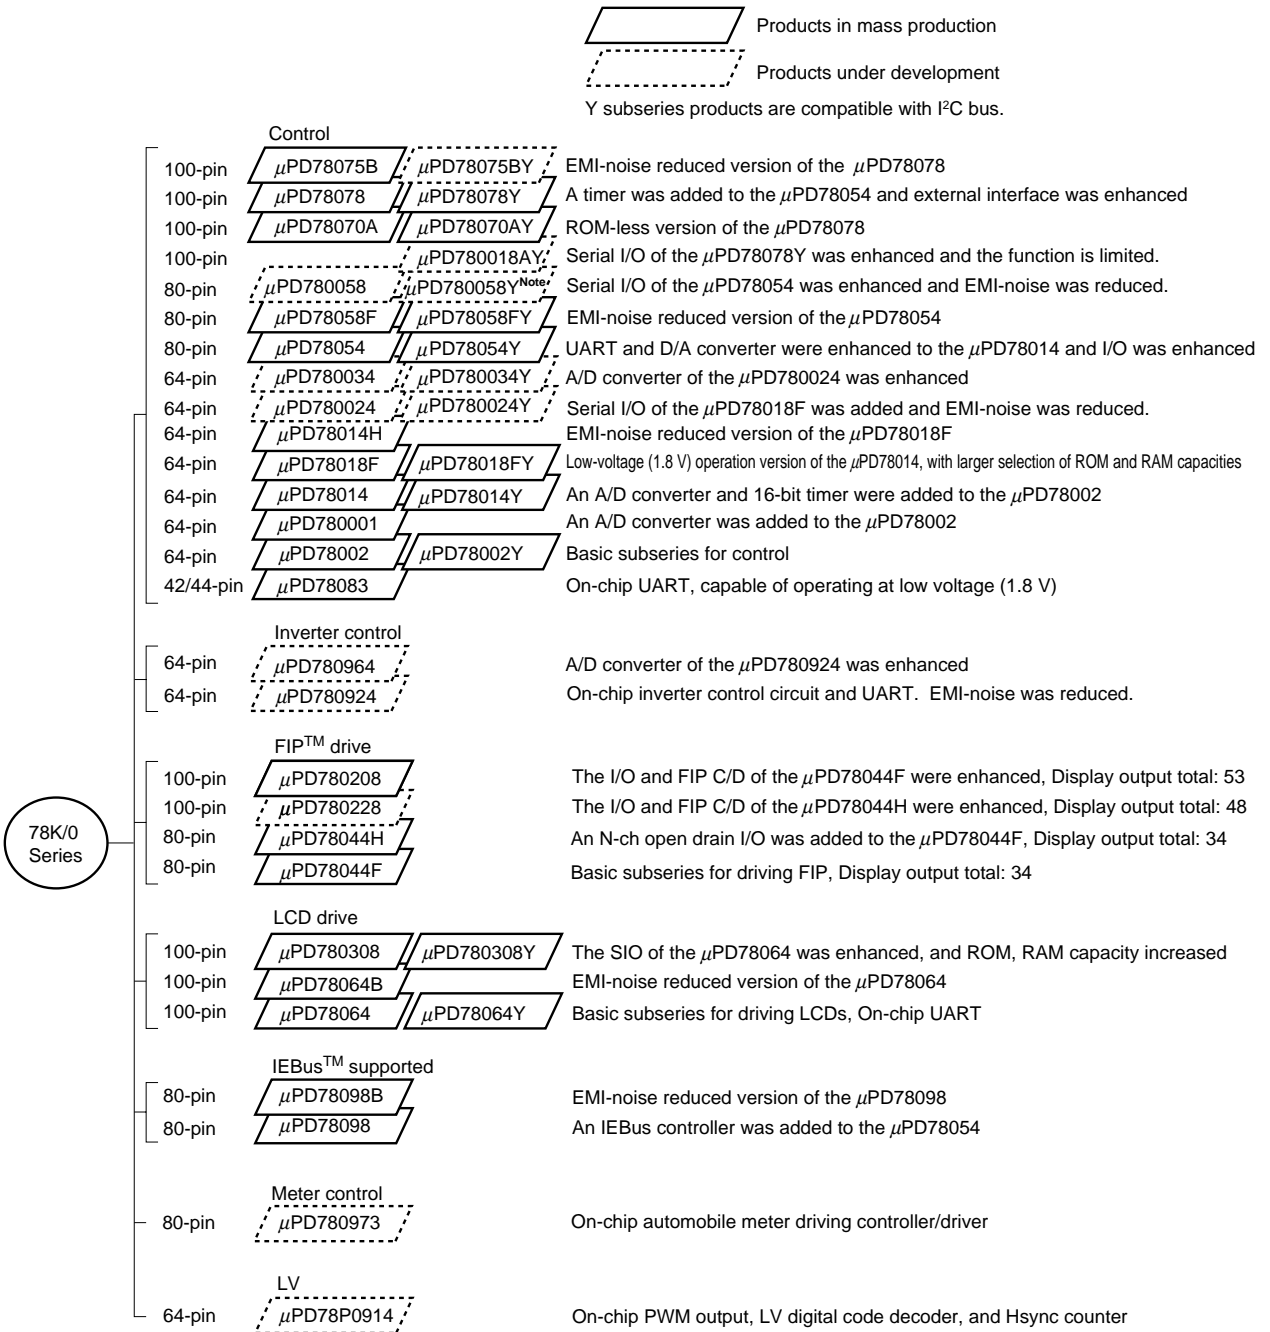 Products in mass production
Products under development
Y subseries products are compatible with I²C bus.
Control
100-pin μPD78075B μPD78075BY EMI-noise reduced version of the μPD78078
100-pin μPD78078 μPD78078Y A timer was added to the μPD78054 and external interface was enhanced
100-pin μPD78070A μPD78070AY ROM-less version of the μPD78078
100-pin μPD780018AY Serial I/O of the μPD78078Y was enhanced and the function is limited.
80-pin μPD780058 μPD780058Y Note Serial I/O of the μPD78054 was enhanced and EMI-noise was reduced.
80-pin μPD78058F μPD78058FY EMI-noise reduced version of the μPD78054
80-pin μPD78054 μPD78054Y UART and D/A converter were enhanced to the μPD78014 and I/O was enhanced
64-pin μPD780034 μPD780034Y A/D converter of the μPD780024 was enhanced
64-pin μPD780024 μPD780024Y Serial I/O of the μPD78018F was added and EMI-noise was reduced.
64-pin μPD78014H EMI-noise reduced version of the μPD78018F
64-pin μPD78018F μPD78018FY Low-voltage (1.8 V) operation version of the μPD78014, with larger selection of ROM and RAM capacities
64-pin μPD78014 μPD78014Y An A/D converter and 16-bit timer were added to the μPD78002
64-pin μPD780001 An A/D converter was added to the μPD78002
64-pin μPD78002 μPD78002Y Basic subseries for control
42/44-pin μPD78083 On-chip UART, capable of operating at low voltage (1.8 V)
Inverter control
64-pin μPD780964 A/D converter of the μPD780924 was enhanced
64-pin μPD780924 On-chip inverter control circuit and UART. EMI-noise was reduced.
FIP™ drive
100-pin μPD780208 The I/O and FIP C/D of the μPD78044F were enhanced, Display output total: 53
100-pin μPD780228 The I/O and FIP C/D of the μPD78044H were enhanced, Display output total: 48
80-pin μPD78044H An N-ch open drain I/O was added to the μPD78044F, Display output total: 34
80-pin μPD78044F Basic subseries for driving FIP, Display output total: 34
78K/0
Series
LCD drive
100-pin μPD780308 μPD780308Y The SIO of the μPD78064 was enhanced, and ROM, RAM capacity increased
100-pin μPD78064B EMI-noise reduced version of the μPD78064
100-pin μPD78064 μPD78064Y Basic subseries for driving LCDs, On-chip UART
IEBus™ supported
80-pin μPD78098B EMI-noise reduced version of the μPD78098
80-pin μPD78098 An IEBus controller was added to the μPD78054
Meter control
80-pin μPD780973 On-chip automobile meter driving controller/driver
LV
64-pin μPD78P0914 On-chip PWM output, LV digital code decoder, and Hsync counter